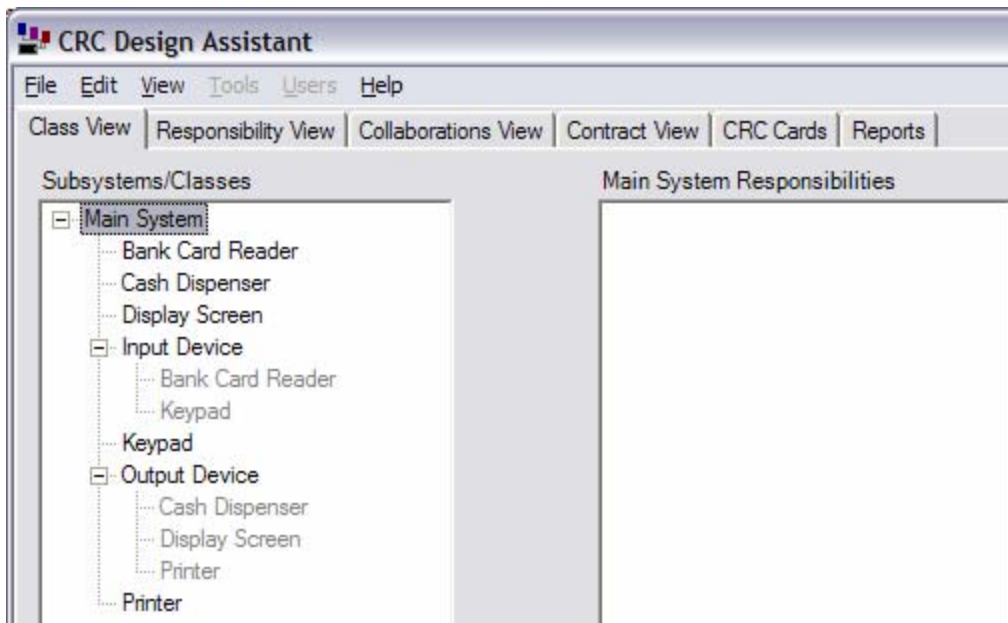 CRC Design Assistant
File Edit View Tools Users Help
Class View Responsibility View Collaborations View Contract View CRC Cards Reports
Subsystems/Classes
Main System
Bank Card Reader
Cash Dispenser
Display Screen
Input Device
Bank Card Reader
Keypad
Keypad
Output Device
Cash Dispenser
Display Screen
Printer
Printer
Main System Responsibilities